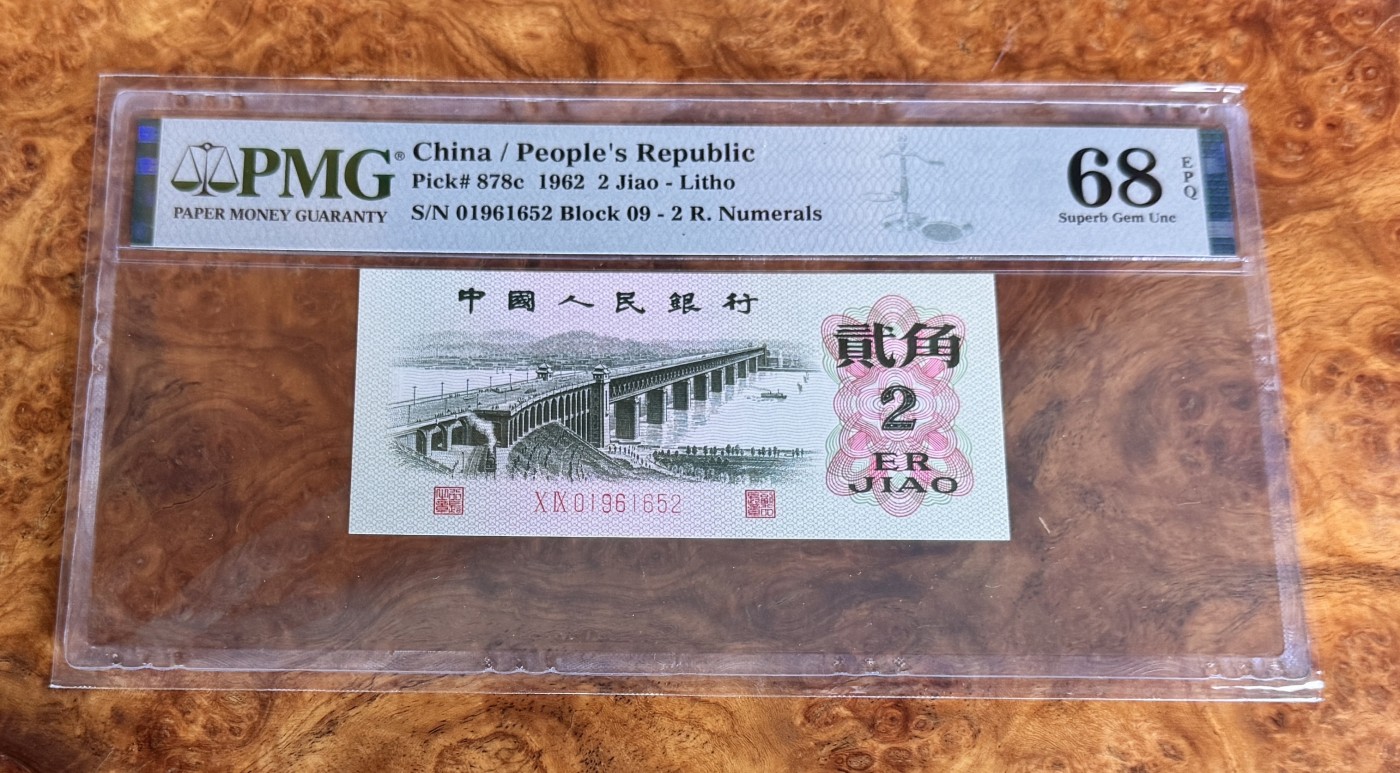 PMG®
PAPER MONEY GUARANTY
China / People's Republic
Pick# 878c 1962 2 Jiao - Litho
S/N 01961652 Block 09 - 2 R. Numerals
68
EPQ
Superb Gem Unc
中國人民銀行
貳角
2
ER
JIAO
X IX 01961652